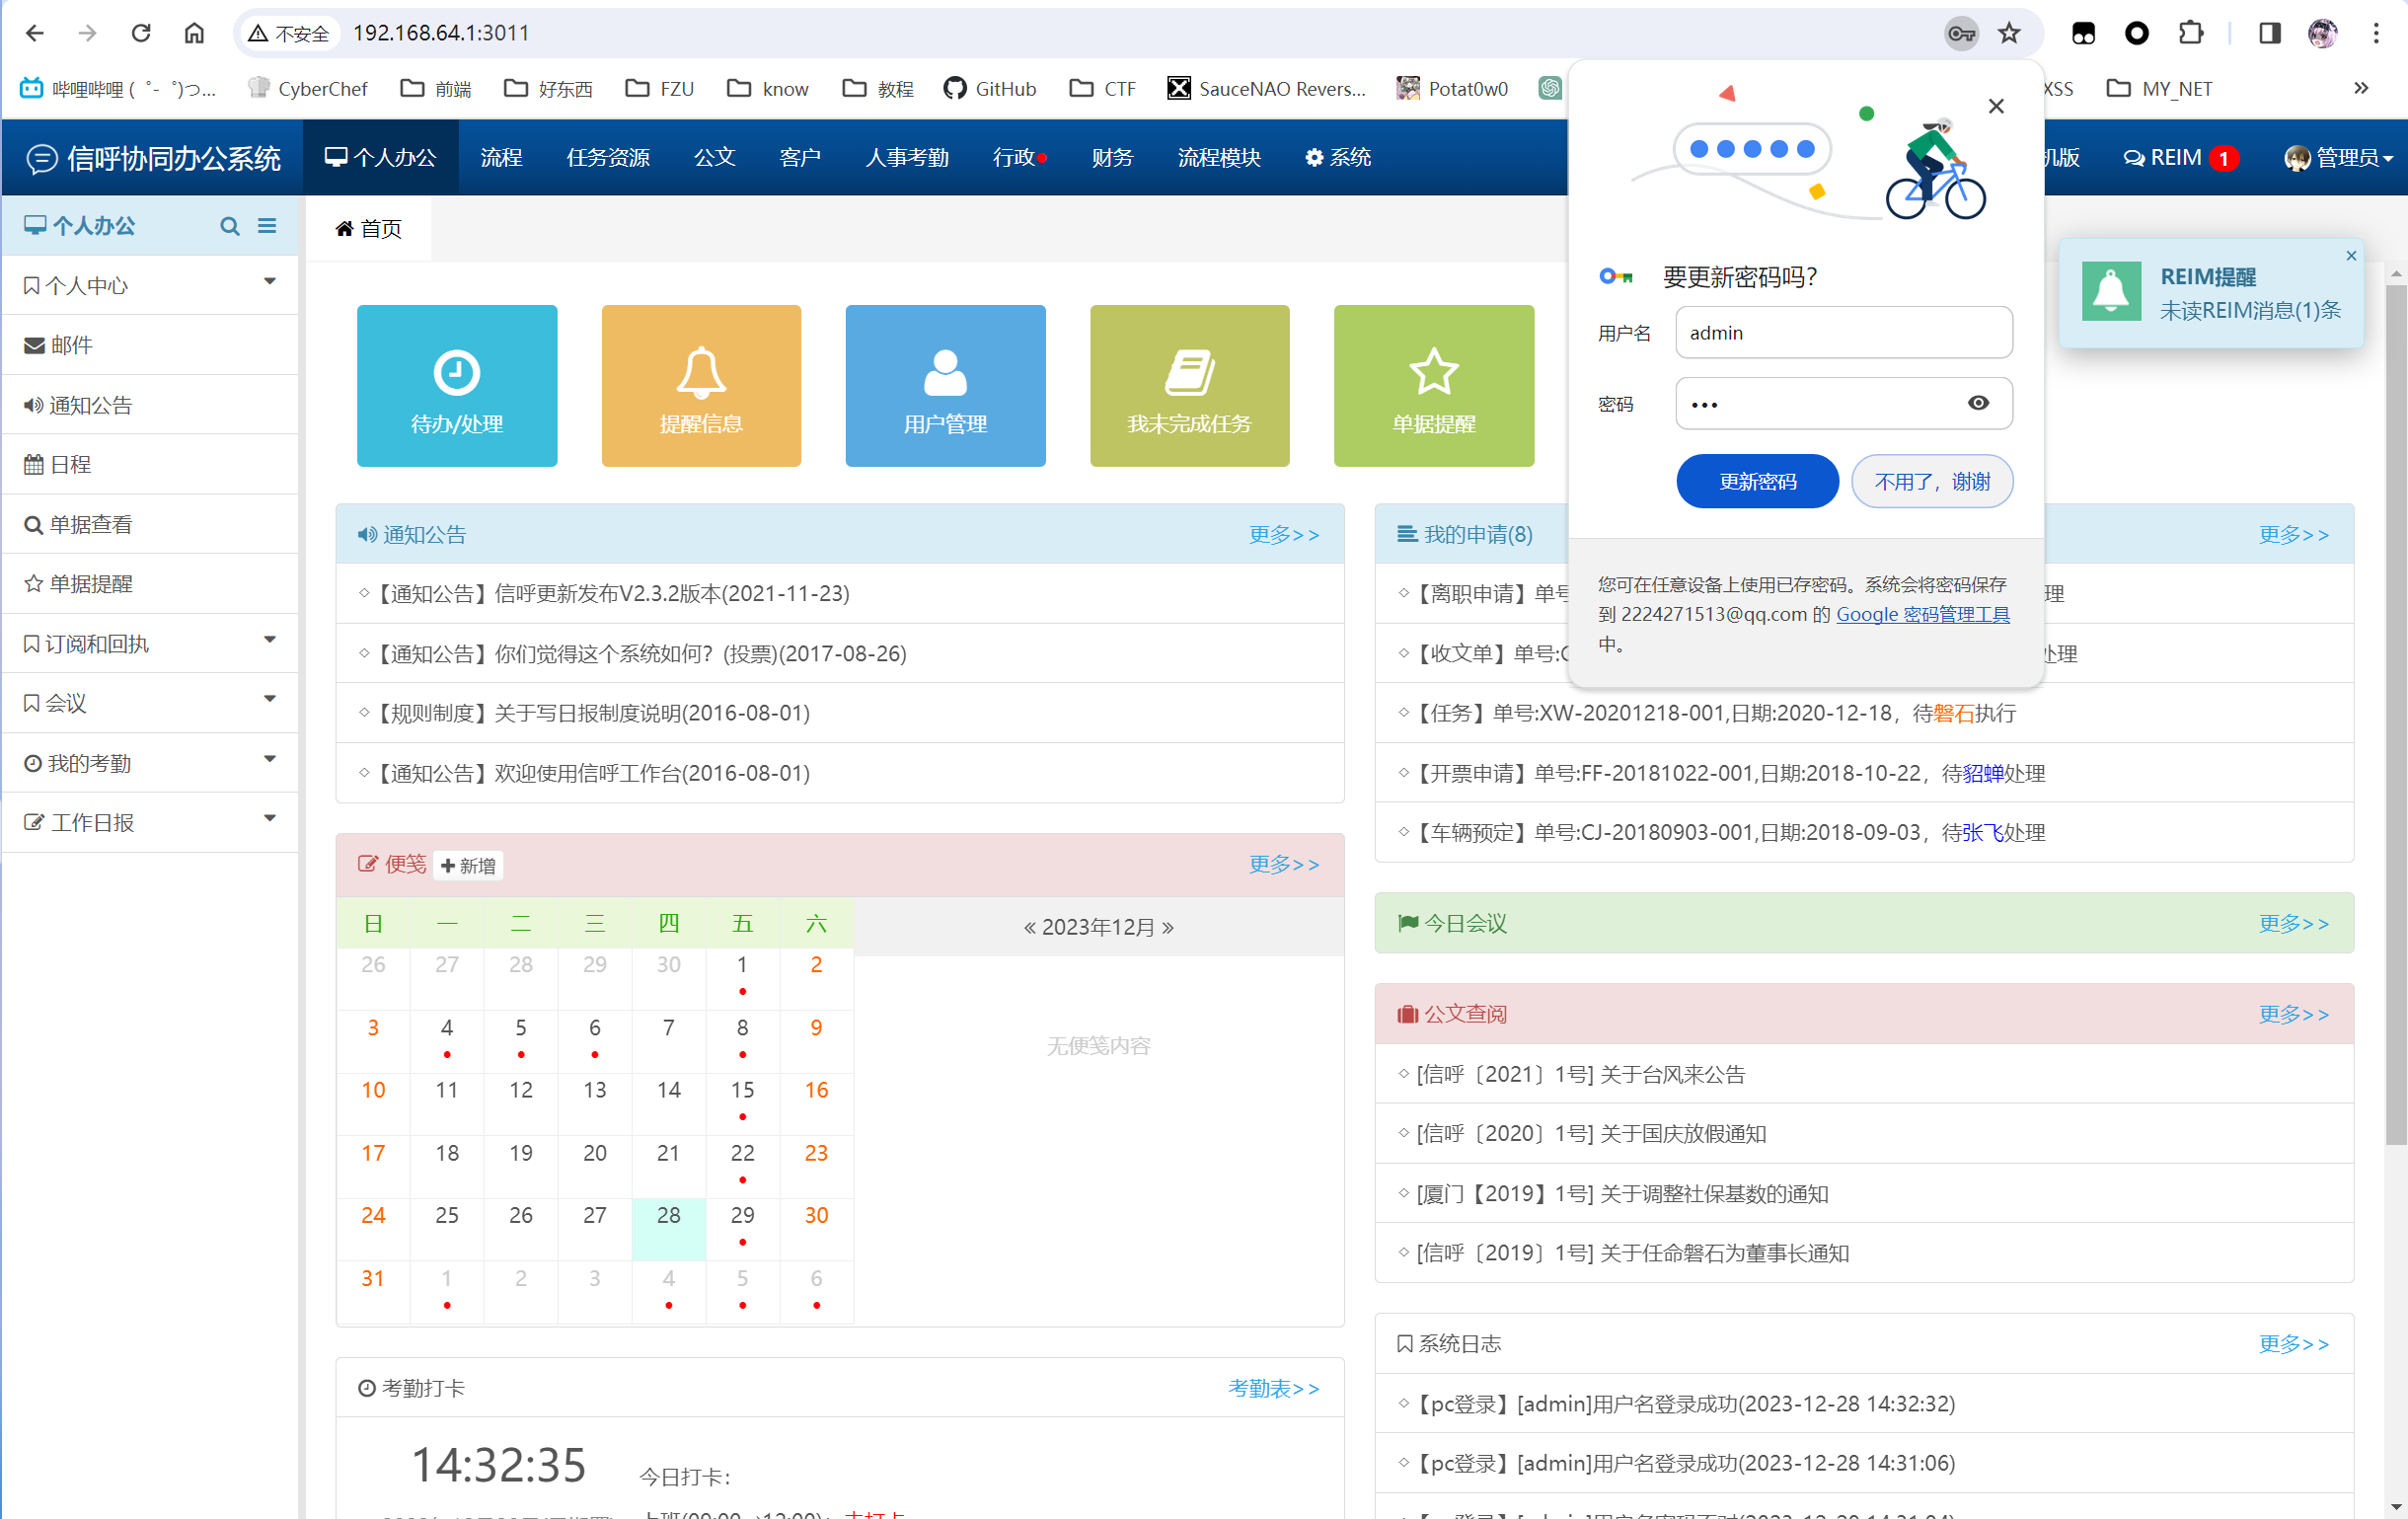 不安全 192.168.64.1:3011
哔哩哔哩 (゜-゜)つ... CyberChef 前端 好东西 FZU know 教程 GitHub CTF SauceNAO Revers... Potat0w0 XSS MY_NET »
信呼协同办公系统 个人办公 流程 任务资源 公文 客户 人事考勤 行政 财务 流程模块 系统 机版 REIM 1 管理员
个人办公
首页
个人中心
邮件
通知公告
日程
单据查看
单据提醒
订阅和回执
会议
我的考勤
工作日报
待办/处理 提醒信息 用户管理 我未完成任务 单据提醒
要更新密码吗?
用户名 admin
密码 •••
更新密码 不用了，谢谢
您可在任意设备上使用已存密码。系统会将密码保存
到 2224271513@qq.com 的 Google 密码管理工具
中。
REIM提醒 ×
未读REIM消息(1)条
通知公告 更多>>
◇【通知公告】信呼更新发布V2.3.2版本(2021-11-23)
◇【通知公告】你们觉得这个系统如何？(投票)(2017-08-26)
◇【规则制度】关于写日报制度说明(2016-08-01)
◇【通知公告】欢迎使用信呼工作台(2016-08-01)
我的申请(8) 更多>>
◇【离职申请】单号 理
◇【收文单】单号: 处理
◇【任务】单号:XW-20201218-001,日期:2020-12-18，待磐石执行
◇【开票申请】单号:FF-20181022-001,日期:2018-10-22，待貂蝉处理
◇【车辆预定】单号:CJ-20180903-001,日期:2018-09-03，待张飞处理
便笺 新增 更多>>
日 一 二 三 四 五 六
« 2023年12月 »
26 27 28 29 30 1 2
3 4 5 6 7 8 9
10 11 12 13 14 15 16
17 18 19 20 21 22 23
24 25 26 27 28 29 30
31 1 2 3 4 5 6
无便笺内容
今日会议 更多>>
公文查阅 更多>>
◇ [信呼〔2021〕1号] 关于台风来公告
◇ [信呼〔2020〕1号] 关于国庆放假通知
◇ [厦门【2019】1号] 关于调整社保基数的通知
◇ [信呼〔2019〕1号] 关于任命磐石为董事长通知
系统日志 更多>>
◇【pc登录】[admin]用户名登录成功(2023-12-28 14:32:32)
◇【pc登录】[admin]用户名登录成功(2023-12-28 14:31:06)
考勤打卡 考勤表>>
14:32:35
今日打卡：
上班(09:00→12:00)：未打卡